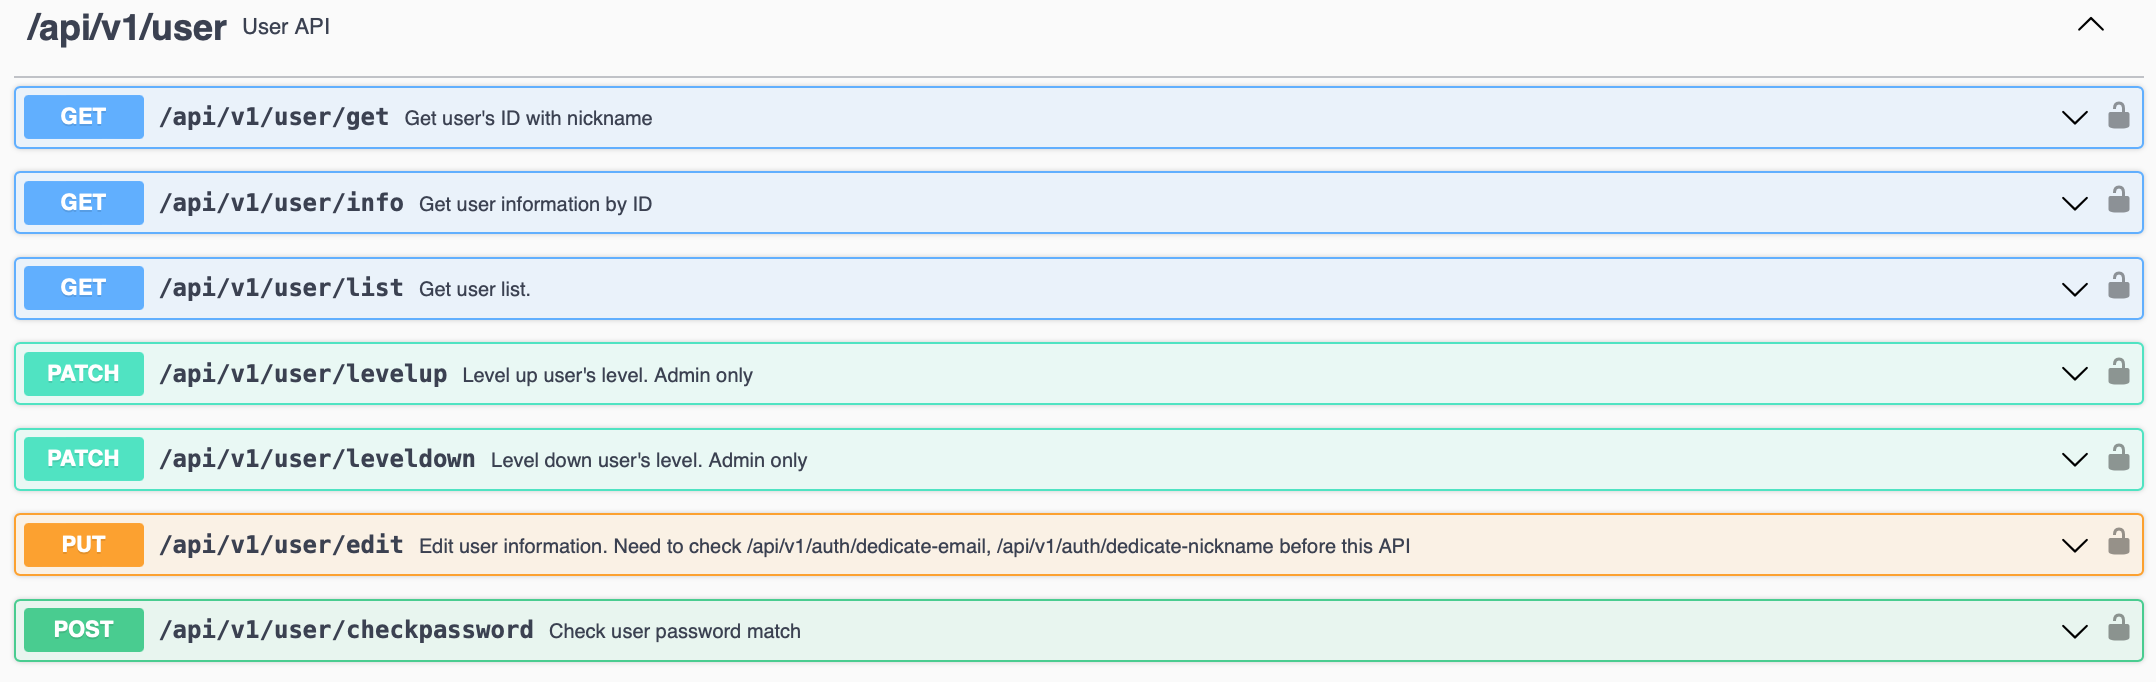 /api/v1/user User API
GET /api/v1/user/get Get user's ID with nickname
GET /api/v1/user/info Get user information by ID
GET /api/v1/user/list Get user list.
PATCH /api/v1/user/levelup Level up user's level. Admin only
PATCH /api/v1/user/leveldown Level down user's level. Admin only
PUT /api/v1/user/edit Edit user information. Need to check /api/v1/auth/dedicate-email, /api/v1/auth/dedicate-nickname before this API
POST /api/v1/user/checkpassword Check user password match